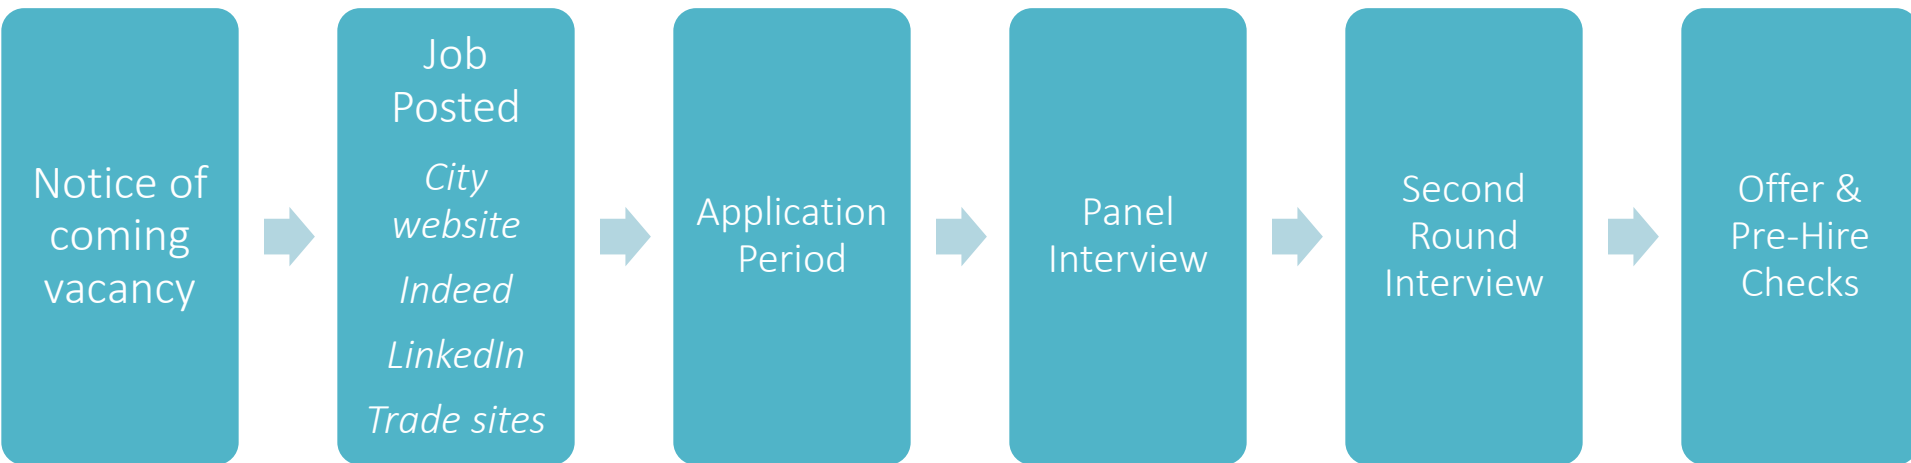 Notice of
coming
vacancy
Job
Posted
City
website
Indeed
LinkedIn
Trade sites
Application
Period
Panel
Interview
Second
Round
Interview
Offer &
Pre-Hire
Checks